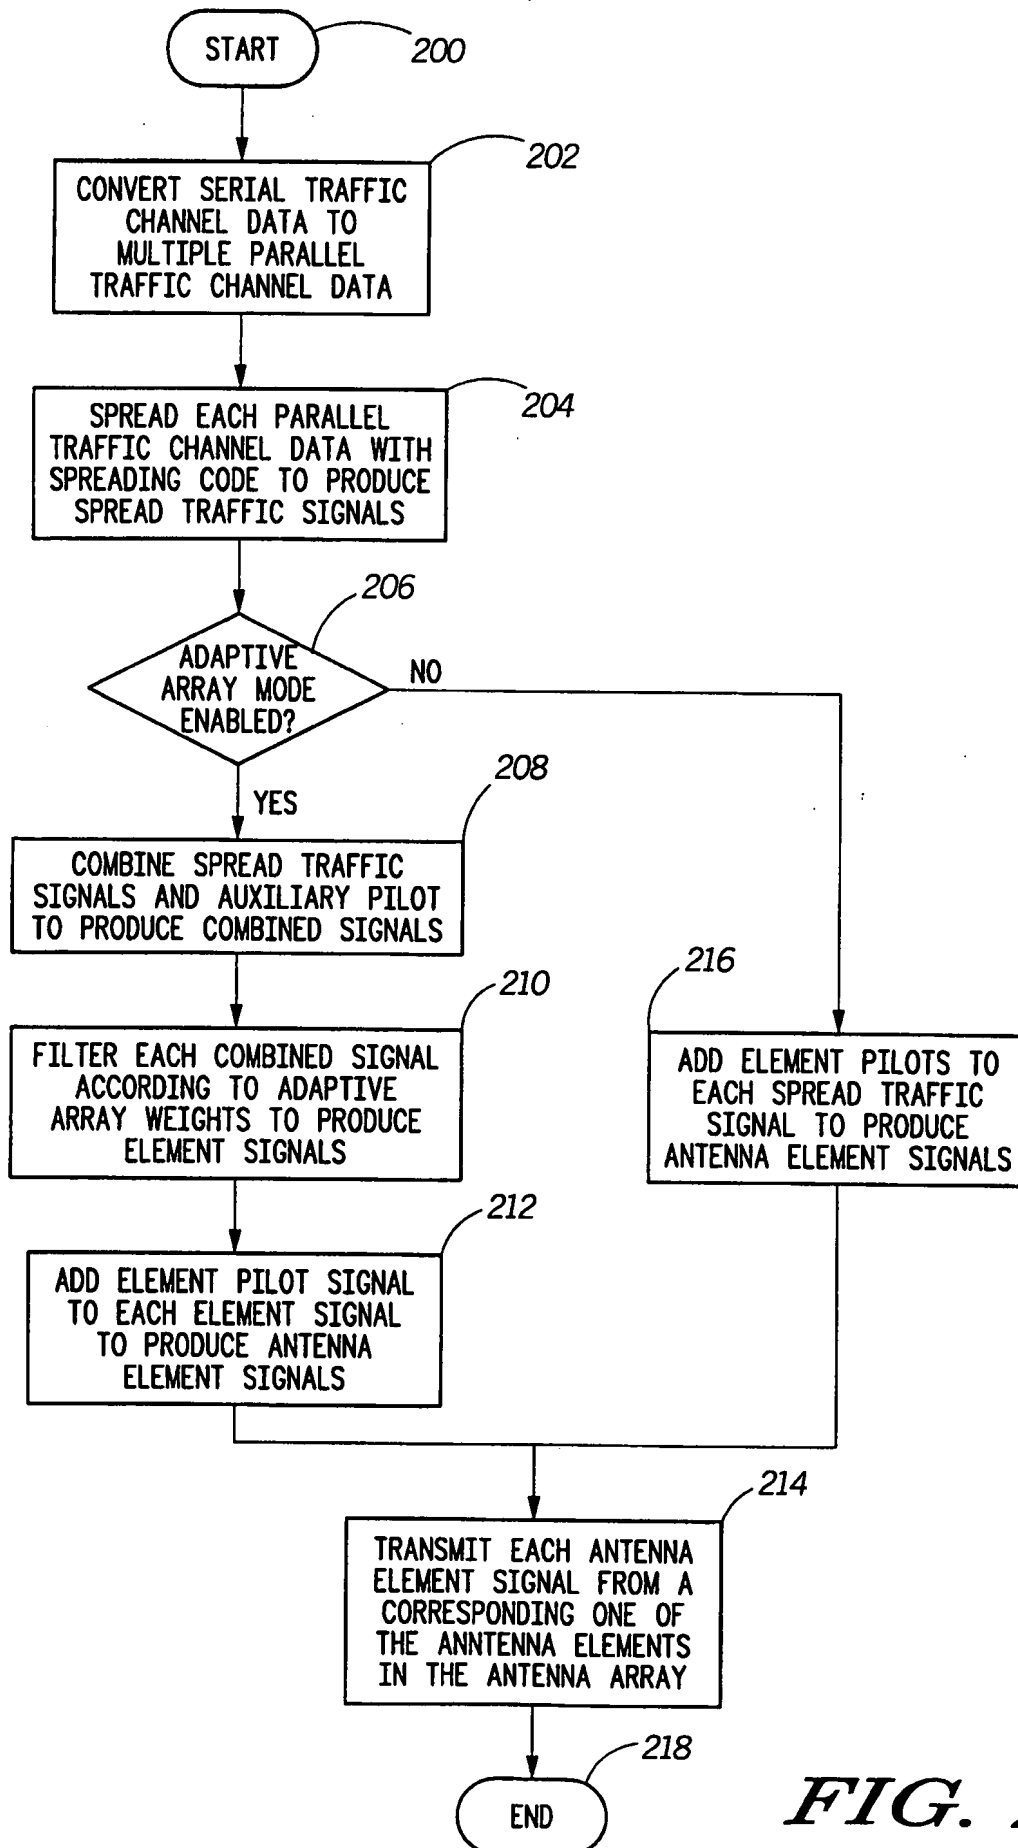 START
200
202
CONVERT SERIAL TRAFFIC
CHANNEL DATA TO
MULTIPLE PARALLEL
TRAFFIC CHANNEL DATA
204
SPREAD EACH PARALLEL
TRAFFIC CHANNEL DATA WITH
SPREADING CODE TO PRODUCE
SPREAD TRAFFIC SIGNALS
206
ADAPTIVE
ARRAY MODE
ENABLED?
NO
YES
208
COMBINE SPREAD TRAFFIC
SIGNALS AND AUXILIARY PILOT
TO PRODUCE COMBINED SIGNALS
210
FILTER EACH COMBINED SIGNAL
ACCORDING TO ADAPTIVE
ARRAY WEIGHTS TO PRODUCE
ELEMENT SIGNALS
216
ADD ELEMENT PILOTS TO
EACH SPREAD TRAFFIC
SIGNAL TO PRODUCE
ANTENNA ELEMENT SIGNALS
212
ADD ELEMENT PILOT SIGNAL
TO EACH ELEMENT SIGNAL
TO PRODUCE ANTENNA
ELEMENT SIGNALS
214
TRANSMIT EACH ANTENNA
ELEMENT SIGNAL FROM A
CORRESPONDING ONE OF
THE ANNTENNA ELEMENTS
IN THE ANTENNA ARRAY
218
END
FIG.